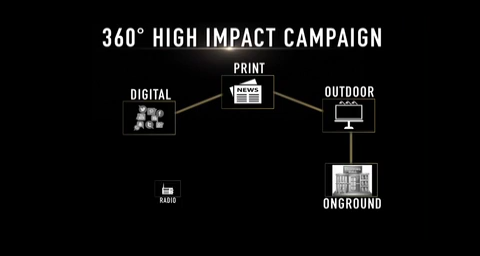 360° HIGH IMPACT CAMPAIGN
PRINT
DIGITAL
NEWS
OUTDOOR
RADIO
ONGROUND